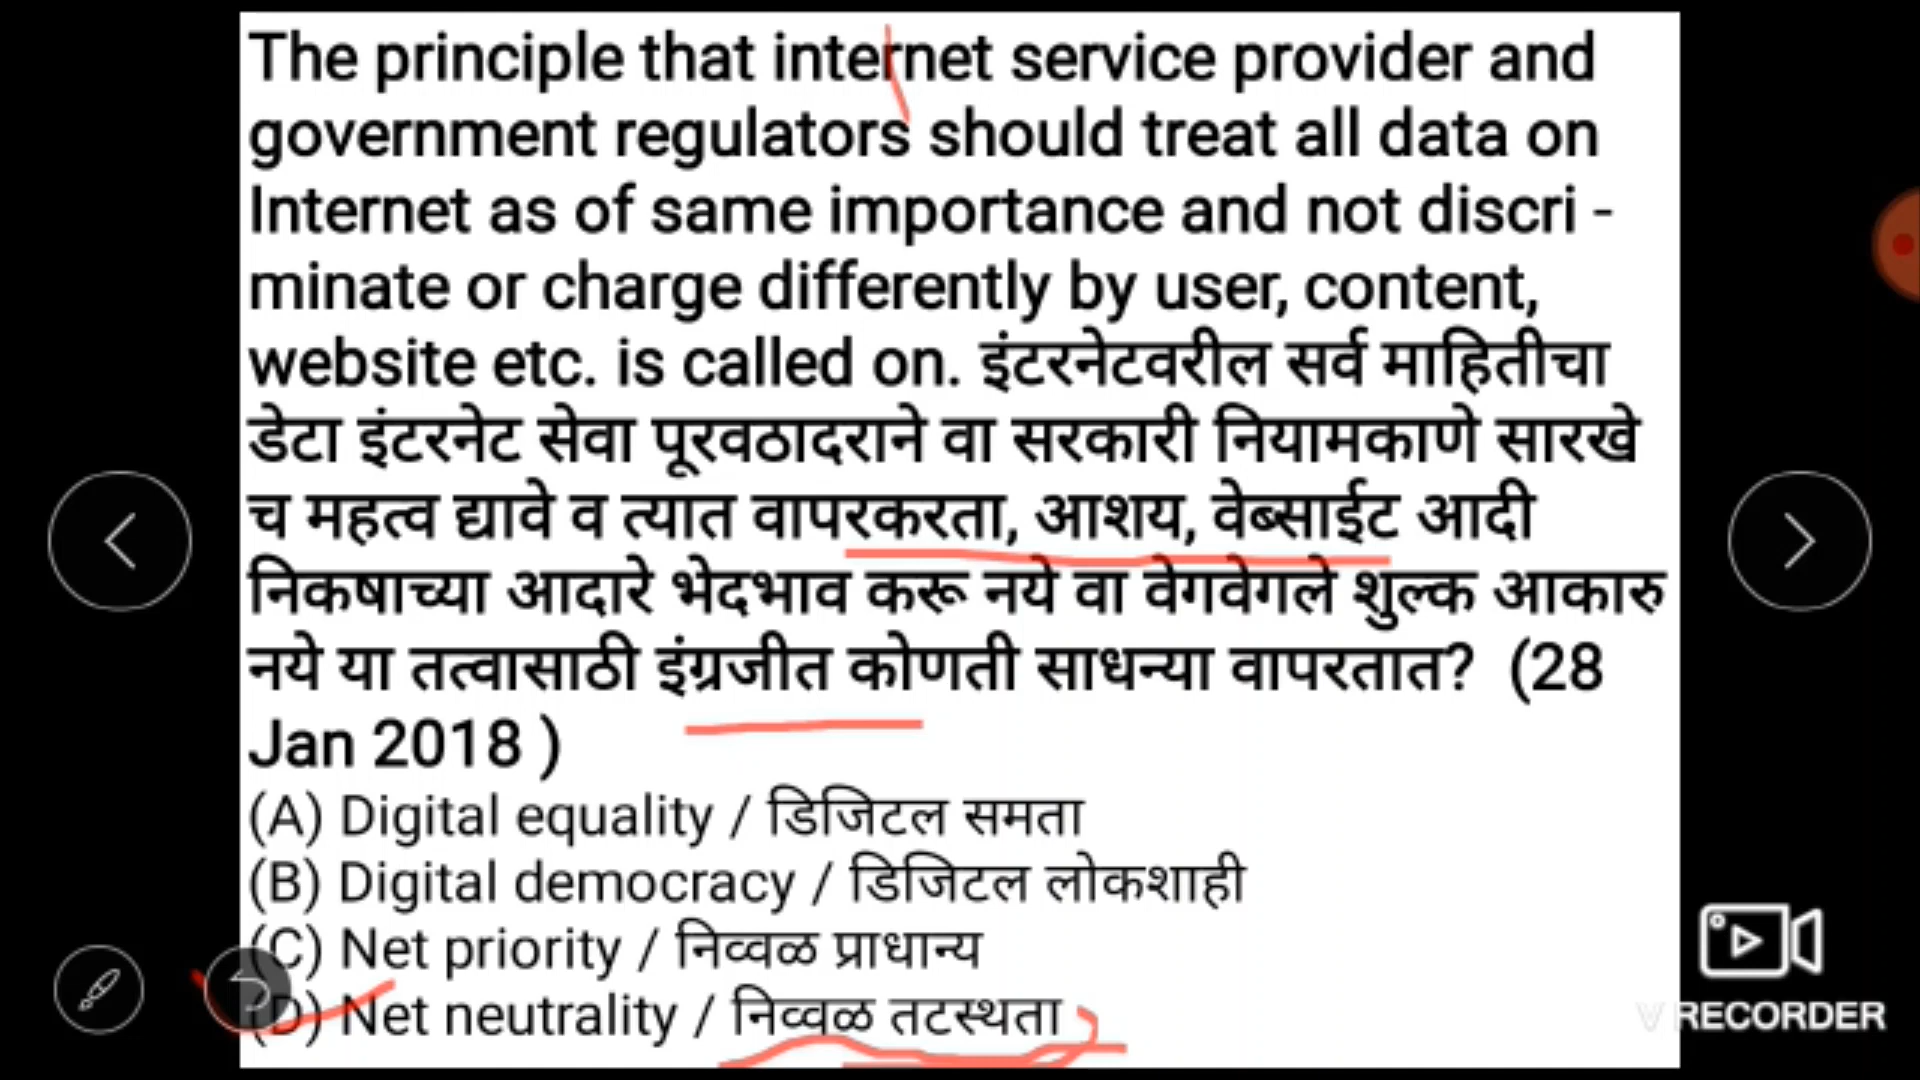 The principle that internet service provider and
government regulators should treat all data on
Internet as of same importance and not discri -
minate or charge differently by user, content,
website etc. is called on. इंटरनेटवरील सर्व माहितीचा
डेटा इंटरनेट सेवा पूरवठादराने वा सरकारी नियामकाणे सारखे
च महत्व द्यावे व त्यात वापरकरता, आशय, वेब्साईट आदी
निकषाच्या आदारे भेदभाव करू नये वा वेगवेगले शुल्क आकारु
नये या तत्वासाठी इंग्रजीत कोणती साधन्या वापरतात? (28
Jan 2018 )
(A) Digital equality / डिजिटल समता
(B) Digital democracy / डिजिटल लोकशाही
(C) Net priority / निव्वळ प्राधान्य
(D) Net neutrality / निव्वळ तटस्थता
V RECORDER